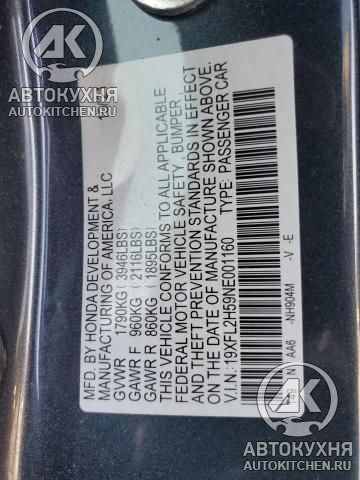 MFD. BY HONDA DEVELOPMENT &
MANUFACTURING OF AMERICA, LLC
GVWR 1790KG (3946LBS)
GAWR F 960KG (2116LBS)
GAWR R 860KG (1895LBS)
THIS VEHICLE CONFORMS TO ALL APPLICABLE
FEDERAL MOTOR VEHICLE SAFETY, BUMPER,
AND THEFT PREVENTION STANDARDS IN EFFECT
ON THE DATE OF MANUFACTURE SHOWN ABOVE.
V.I.N.: 19XFL2H59NE001160
TYPE: PASSENGER CAR
N AA6 -NH904M -V -E
АВТОКУХНЯ
AUTOKITCHEN.RU
АВТОКУХНЯ
AUTOKITCHEN.RU